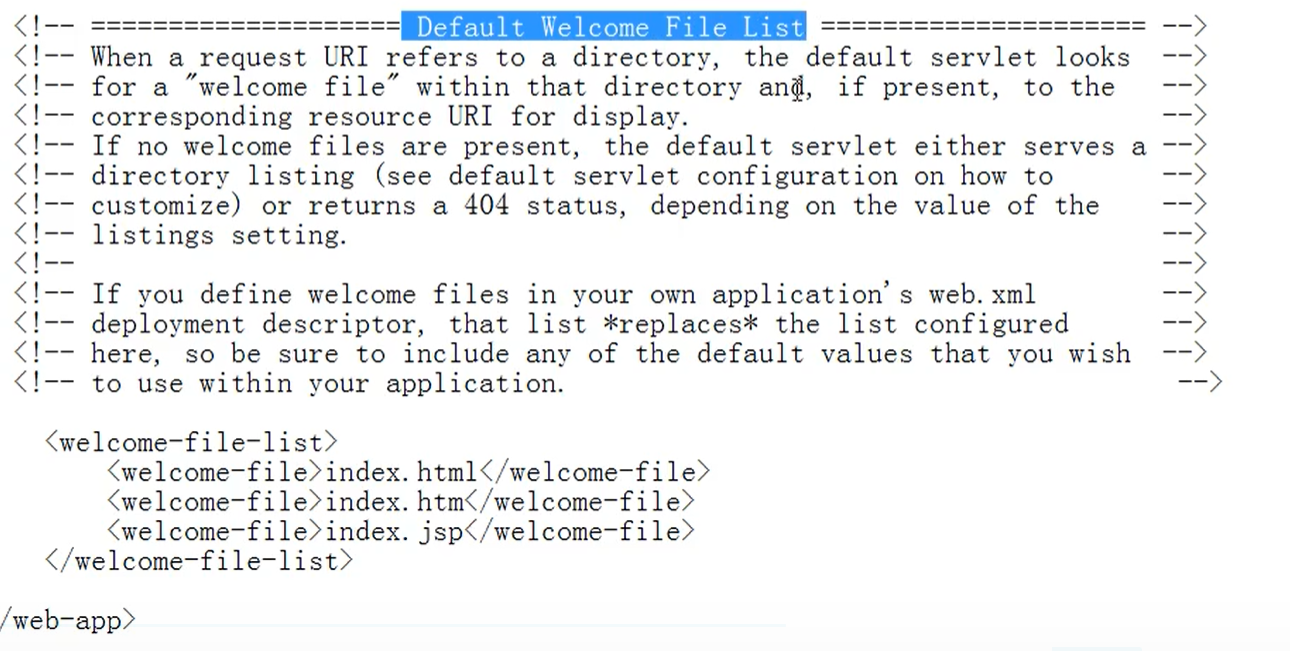 <!-- ==================== Default Welcome File List ===================== -->
<!-- When a request URI refers to a directory, the default servlet looks -->
<!-- for a "welcome file" within that directory and, if present, to the -->
<!-- corresponding resource URI for display. -->
<!-- If no welcome files are present, the default servlet either serves a -->
<!-- directory listing (see default servlet configuration on how to -->
<!-- customize) or returns a 404 status, depending on the value of the -->
<!-- listings setting. -->
<!-- -->
<!-- If you define welcome files in your own application's web.xml -->
<!-- deployment descriptor, that list *replaces* the list configured -->
<!-- here, so be sure to include any of the default values that you wish -->
<!-- to use within your application. -->
<welcome-file-list>
<welcome-file>index.html</welcome-file>
<welcome-file>index.htm</welcome-file>
<welcome-file>index.jsp</welcome-file>
</welcome-file-list>
/web-app>